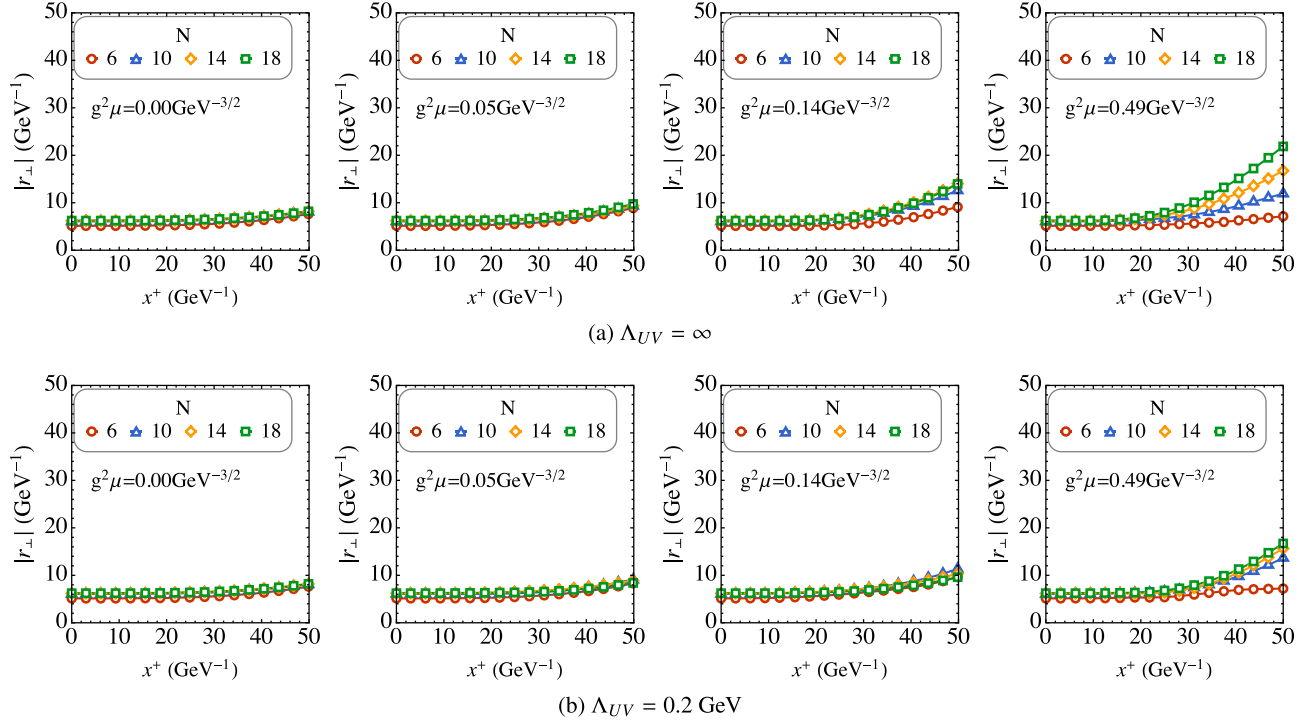 50
40
30
20
10
0
|r⊥| (GeV⁻¹)
N
6 10 14 18
g²μ=0.00GeV⁻³/²
0 10 20 30 40 50
x⁺ (GeV⁻¹)
50
40
30
20
10
0
|r⊥| (GeV⁻¹)
N
6 10 14 18
g²μ=0.05GeV⁻³/²
0 10 20 30 40 50
x⁺ (GeV⁻¹)
50
40
30
20
10
0
|r⊥| (GeV⁻¹)
N
6 10 14 18
g²μ=0.14GeV⁻³/²
0 10 20 30 40 50
x⁺ (GeV⁻¹)
50
40
30
20
10
0
|r⊥| (GeV⁻¹)
N
6 10 14 18
g²μ=0.49GeV⁻³/²
0 10 20 30 40 50
x⁺ (GeV⁻¹)
(a) Λ_UV = ∞
50
40
30
20
10
0
|r⊥| (GeV⁻¹)
N
6 10 14 18
g²μ=0.00GeV⁻³/²
0 10 20 30 40 50
x⁺ (GeV⁻¹)
50
40
30
20
10
0
|r⊥| (GeV⁻¹)
N
6 10 14 18
g²μ=0.05GeV⁻³/²
0 10 20 30 40 50
x⁺ (GeV⁻¹)
50
40
30
20
10
0
|r⊥| (GeV⁻¹)
N
6 10 14 18
g²μ=0.14GeV⁻³/²
0 10 20 30 40 50
x⁺ (GeV⁻¹)
50
40
30
20
10
0
|r⊥| (GeV⁻¹)
N
6 10 14 18
g²μ=0.49GeV⁻³/²
0 10 20 30 40 50
x⁺ (GeV⁻¹)
(b) Λ_UV = 0.2 GeV